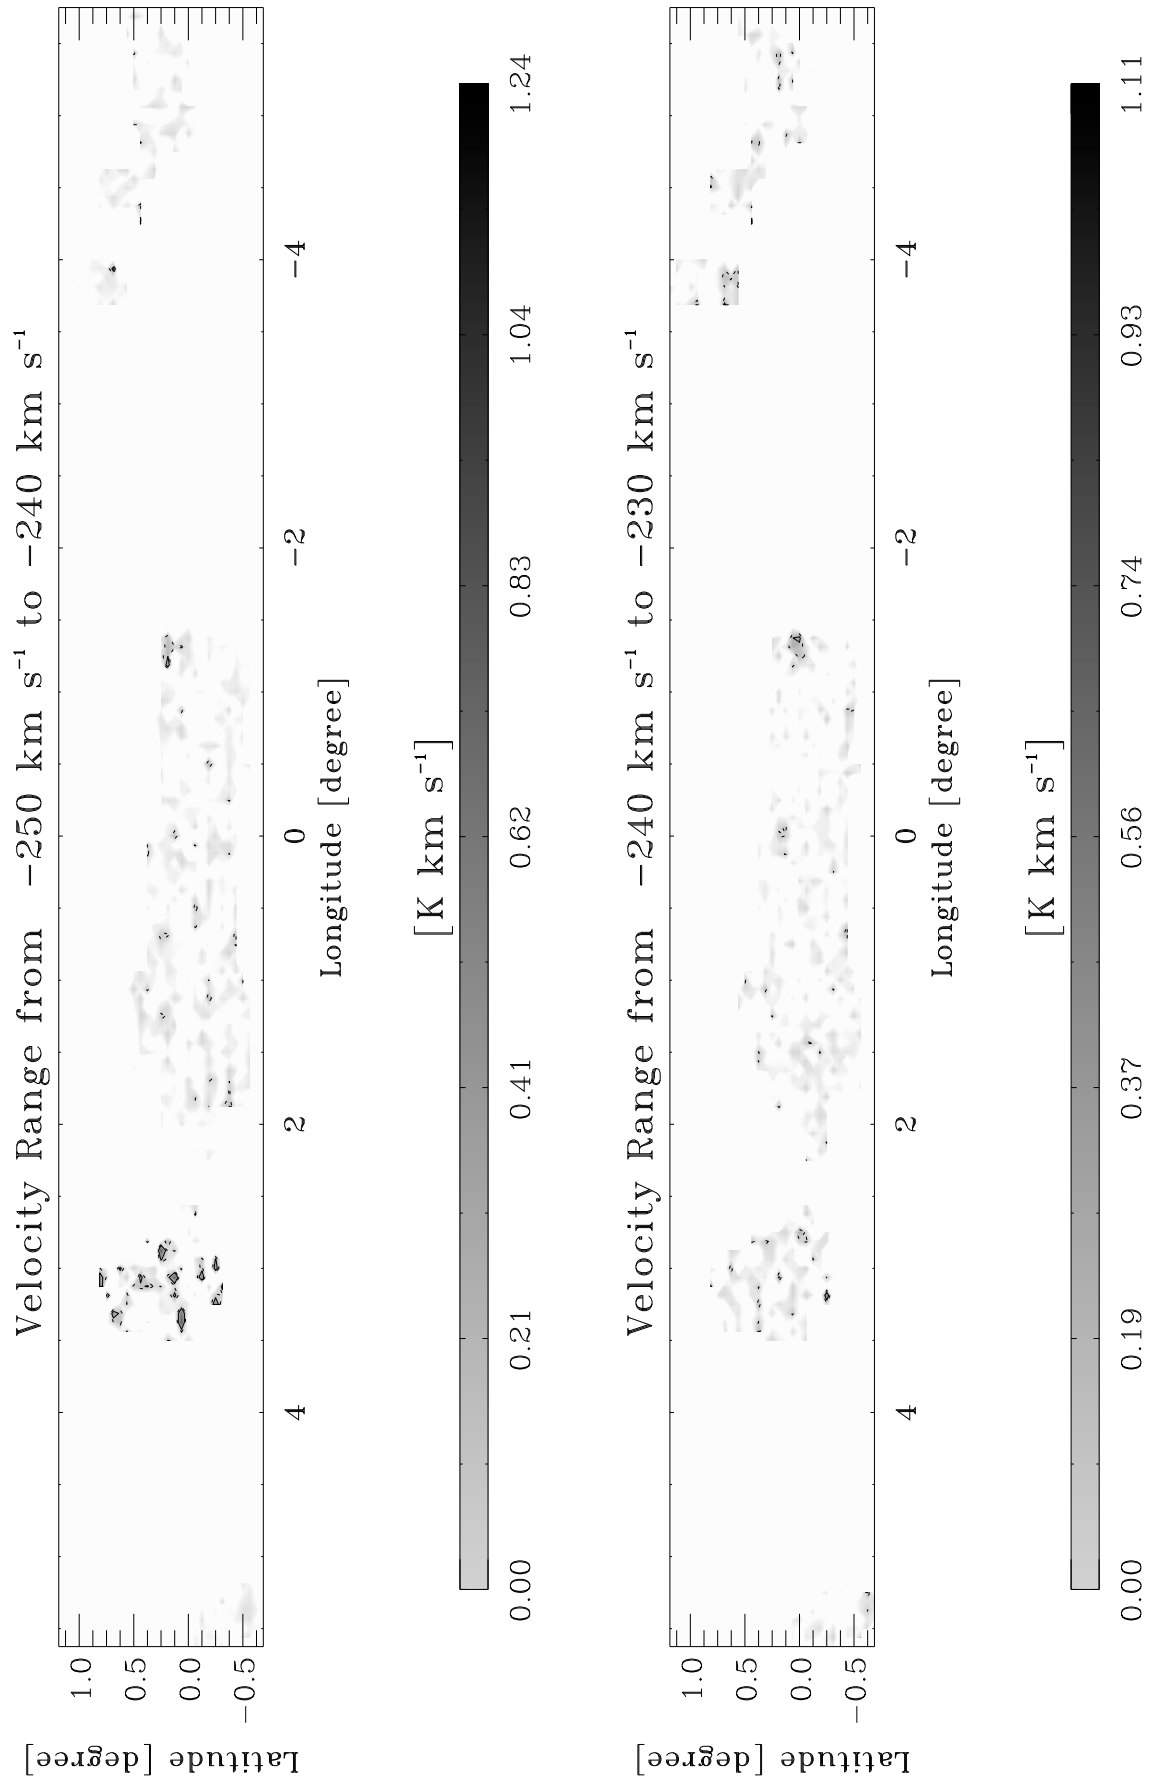 Velocity Range from −250 km s⁻¹ to −240 km s⁻¹
Latitude [degree]
1.0
0.5
0.0
−0.5
4
2
0
−2
−4
Longitude [degree]
[K km s⁻¹]
0.00 0.21 0.41 0.62 0.83 1.04 1.24
Velocity Range from −240 km s⁻¹ to −230 km s⁻¹
Latitude [degree]
1.0
0.5
0.0
−0.5
4
2
0
−2
−4
Longitude [degree]
[K km s⁻¹]
0.00 0.19 0.37 0.56 0.74 0.93 1.11